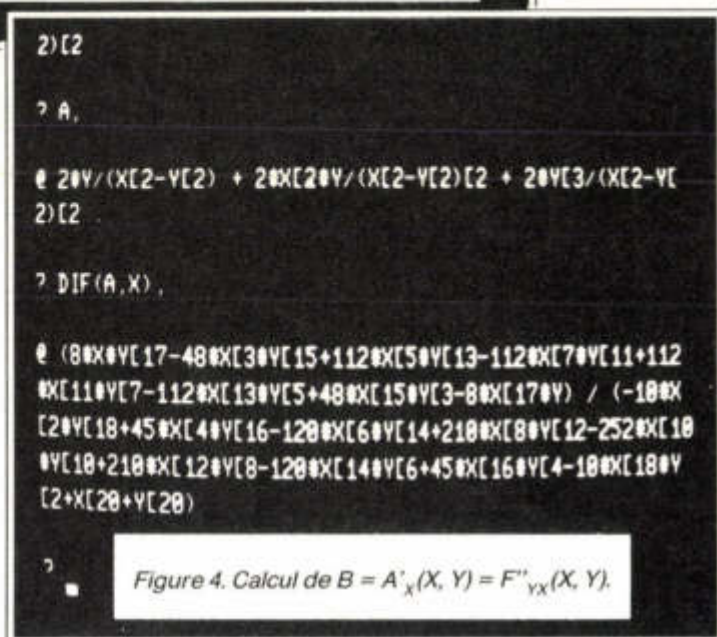 2)[2
? A,
@ 2*Y/(X[2-Y[2) + 2*X[2*Y/(X[2-Y[2)[2 + 2*Y[3/(X[2-Y[
2)[2
? DIF(A,X),
@ (8*X*Y[17-48*X[3*Y[15+112*X[5*Y[13-112*X[7*Y[11+112
*X[11*Y[7-112*X[13*Y[5+48*X[15*Y[3-8*X[17*Y) / (-10*X
[2*Y[18+45*X[4*Y[16-120*X[6*Y[14+210*X[8*Y[12-252*X[10
*Y[10+210*X[12*Y[8-120*X[14*Y[6+45*X[16*Y[4-10*X[18*Y
[2+X[20+Y[20)
?
Figure 4. Calcul de B = A'X(X, Y) = F''YX(X, Y).